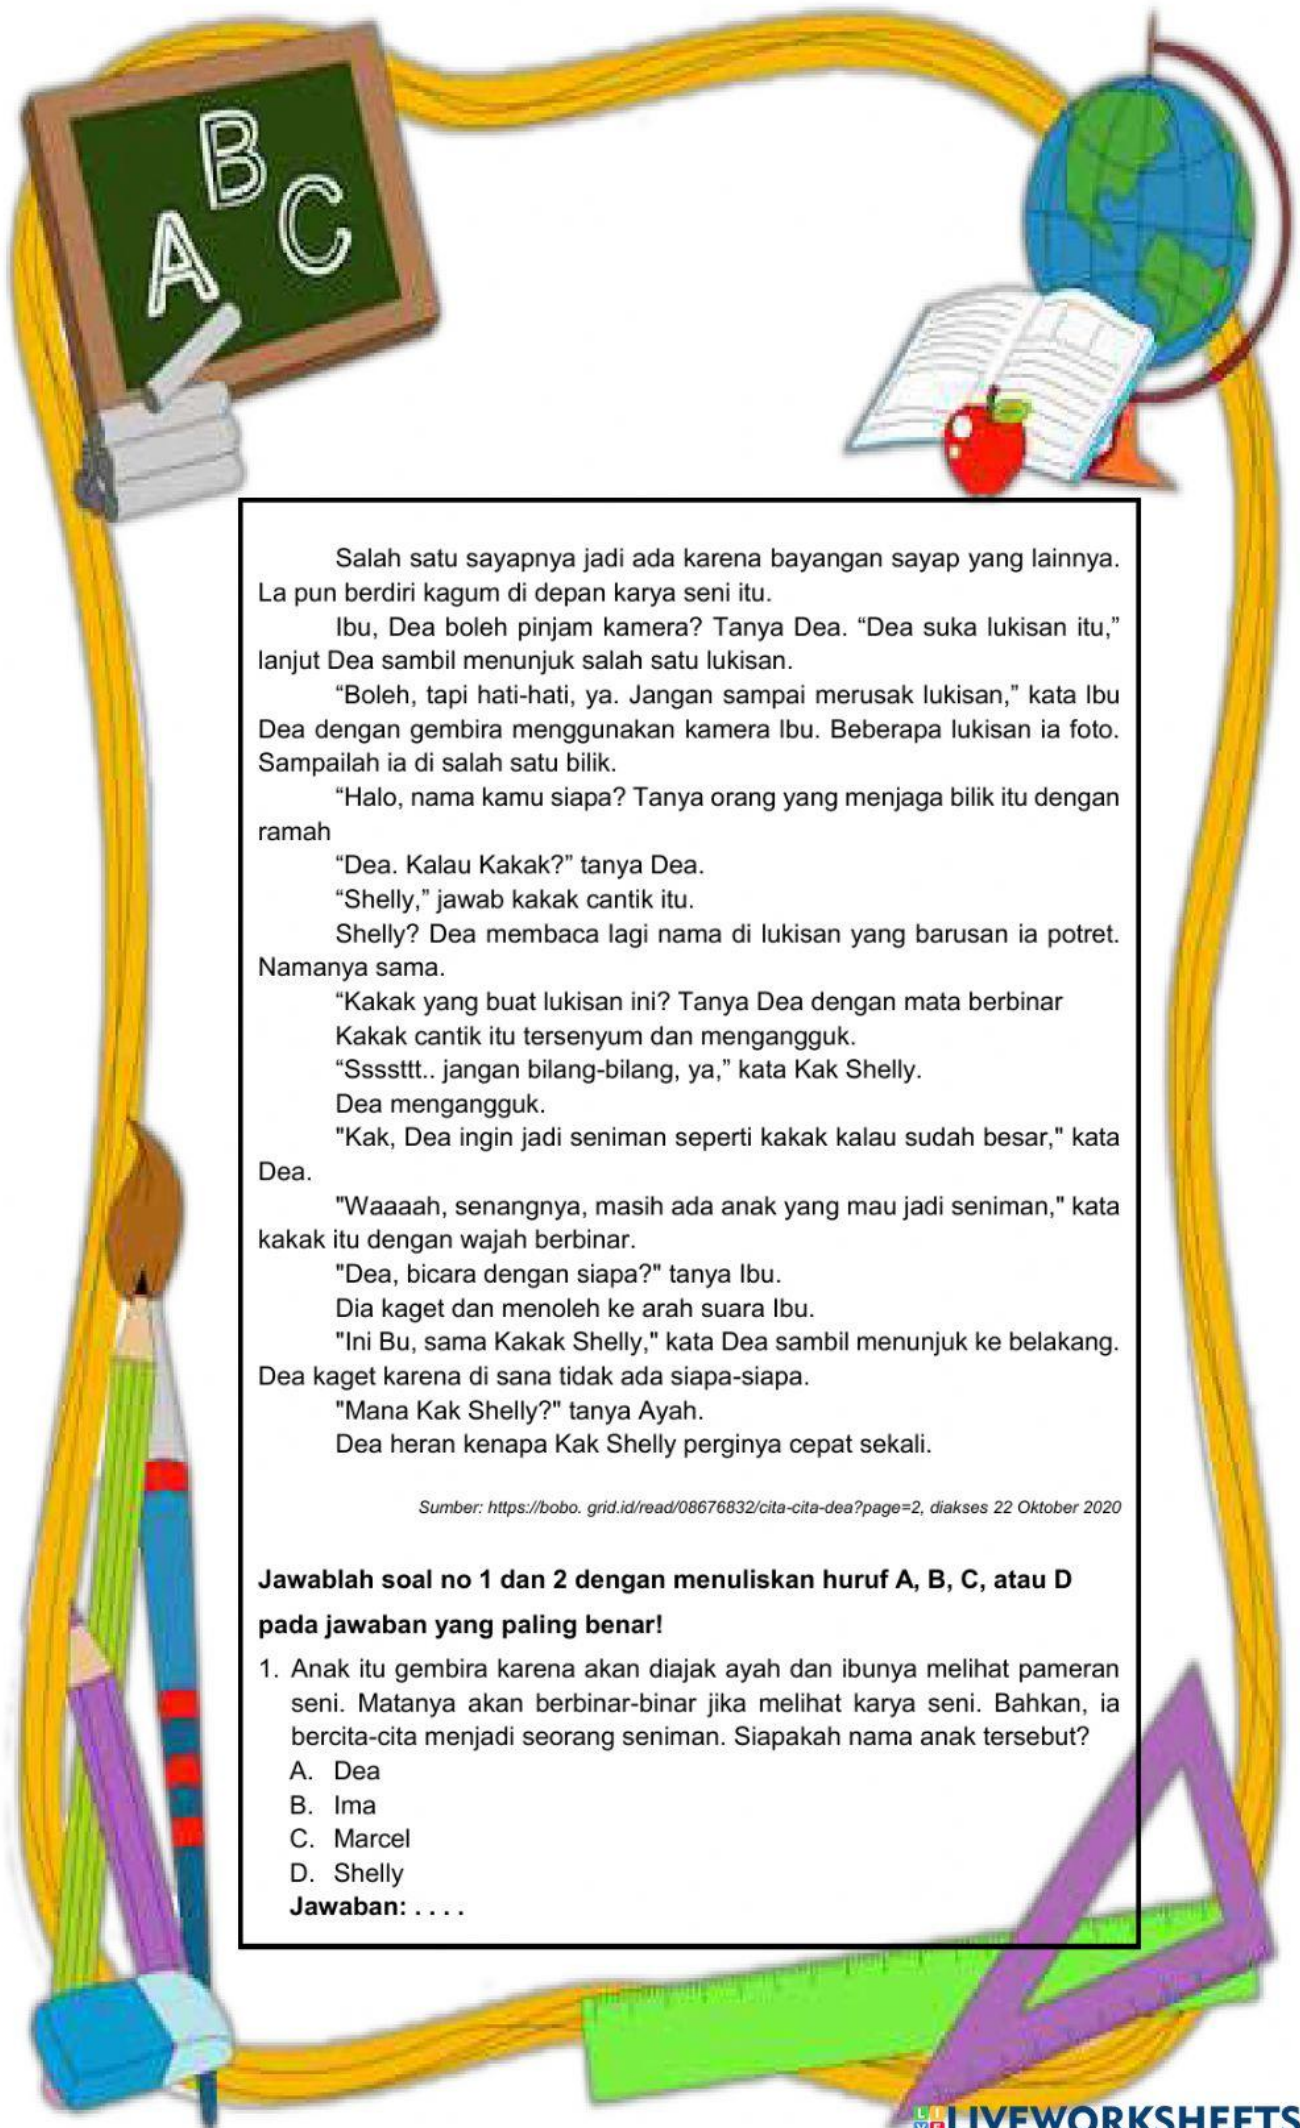 B
A C
Salah satu sayapnya jadi ada karena bayangan sayap yang lainnya.
La pun berdiri kagum di depan karya seni itu.
Ibu, Dea boleh pinjam kamera? Tanya Dea. “Dea suka lukisan itu,”
lanjut Dea sambil menunjuk salah satu lukisan.
“Boleh, tapi hati-hati, ya. Jangan sampai merusak lukisan,” kata Ibu
Dea dengan gembira menggunakan kamera Ibu. Beberapa lukisan ia foto.
Sampailah ia di salah satu bilik.
“Halo, nama kamu siapa? Tanya orang yang menjaga bilik itu dengan
ramah
“Dea. Kalau Kakak?” tanya Dea.
“Shelly,” jawab kakak cantik itu.
Shelly? Dea membaca lagi nama di lukisan yang barusan ia potret.
Namanya sama.
“Kakak yang buat lukisan ini? Tanya Dea dengan mata berbinar
Kakak cantik itu tersenyum dan mengangguk.
“Ssssttt.. jangan bilang-bilang, ya,” kata Kak Shelly.
Dea mengangguk.
"Kak, Dea ingin jadi seniman seperti kakak kalau sudah besar," kata
Dea.
"Waaaah, senangnya, masih ada anak yang mau jadi seniman," kata
kakak itu dengan wajah berbinar.
"Dea, bicara dengan siapa?" tanya Ibu.
Dia kaget dan menoleh ke arah suara Ibu.
"Ini Bu, sama Kakak Shelly," kata Dea sambil menunjuk ke belakang.
Dea kaget karena di sana tidak ada siapa-siapa.
"Mana Kak Shelly?" tanya Ayah.
Dea heran kenapa Kak Shelly perginya cepat sekali.
Sumber: https://bobo. grid.id/read/08676832/cita-cita-dea?page=2, diakses 22 Oktober 2020
Jawablah soal no 1 dan 2 dengan menuliskan huruf A, B, C, atau D
pada jawaban yang paling benar!
1. Anak itu gembira karena akan diajak ayah dan ibunya melihat pameran
seni. Matanya akan berbinar-binar jika melihat karya seni. Bahkan, ia
bercita-cita menjadi seorang seniman. Siapakah nama anak tersebut?
A. Dea
B. Ima
C. Marcel
D. Shelly
Jawaban: . . . .
LIVEWORKSHEETS